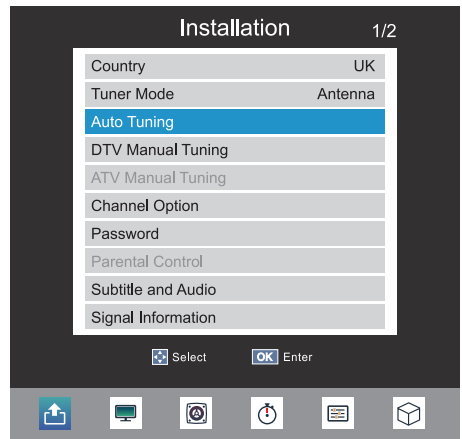 Installation 1/2
Country UK
Tuner Mode Antenna
Auto Tuning
DTV Manual Tuning
ATV Manual Tuning
Channel Option
Password
Parental Control
Subtitle and Audio
Signal Information
Select OK Enter
A